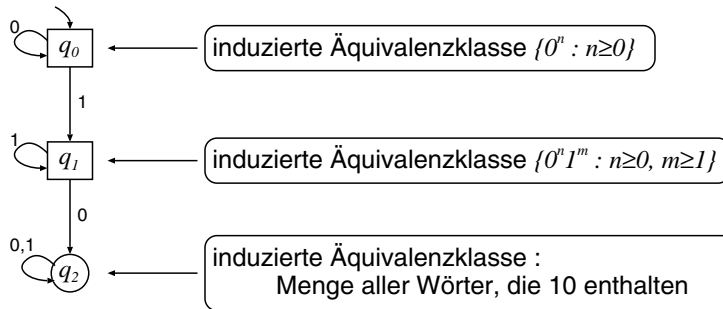 0
q₀
induzierte Äquivalenzklasse {0ⁿ : n≥0}
1
1
q₁
induzierte Äquivalenzklasse {0ⁿ1ᵐ : n≥0, m≥1}
0
0,1
q₂
induzierte Äquivalenzklasse :
Menge aller Wörter, die 10 enthalten